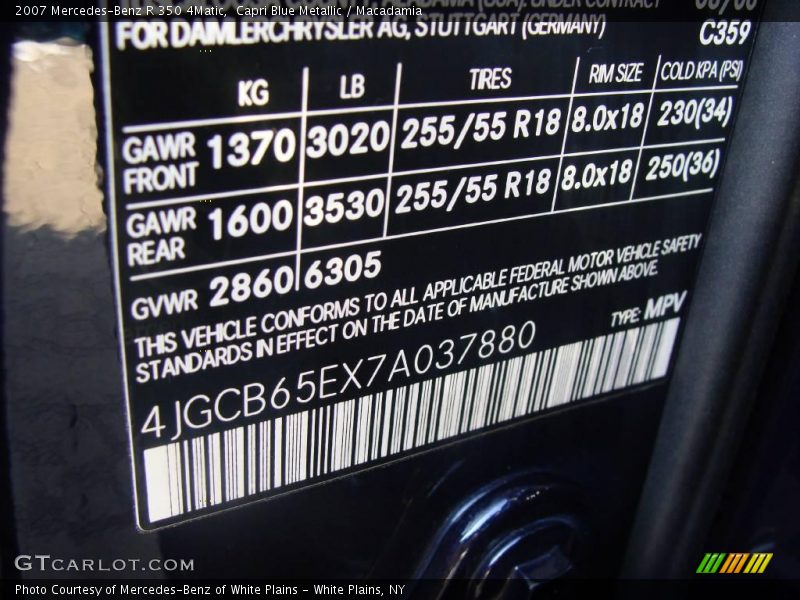 2007 Mercedes-Benz R 350 4Matic,  Capri Blue Metallic / Macadamia
UNDER CONTRACT
FOR DAIMLERCHRYSLER AG, STUTTGART (GERMANY)
C359
KG LB TIRES RIM SIZE COLD KPA (PSI)
GAWR FRONT 1370 3020 255/55 R18 8.0x18 230(34)
GAWR REAR 1600 3530 255/55 R18 8.0x18 250(36)
GVWR 2860 6305
THIS VEHICLE CONFORMS TO ALL APPLICABLE FEDERAL MOTOR VEHICLE SAFETY
STANDARDS IN EFFECT ON THE DATE OF MANUFACTURE SHOWN ABOVE.
TYPE: MPV
4JGCB65EX7A037880
GTCARLOT.COM
Photo Courtesy of Mercedes-Benz of White Plains - White Plains, NY